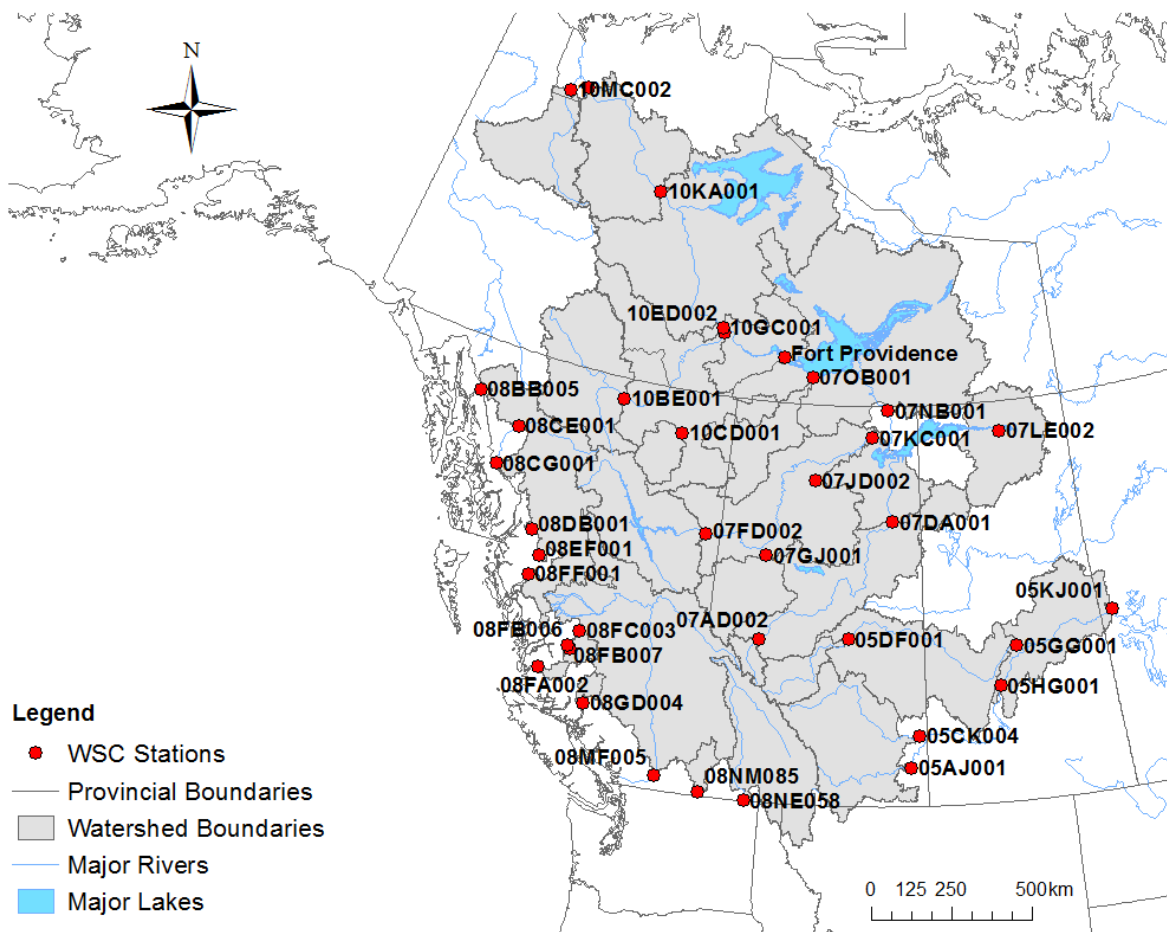 N
10MC002
10KA001
10ED002
10GC001
Fort Providence
07OB001
08BB005
10BE001
07NB001
08CE001
10CD001
07KC001
07LE002
08CG001
07JD002
08DB001
07FD002
07DA001
08EF001
07GJ001
08FF001
05KJ001
07AD002
08FB006
08FC003
05DF001
05GG001
08FB007
08FA002
05HG001
08GD004
Legend
WSC Stations
05CK004
08MF005
08NM085
05AJ001
Provincial Boundaries
08NE058
Watershed Boundaries
Major Rivers
Major Lakes
0 125 250 500km